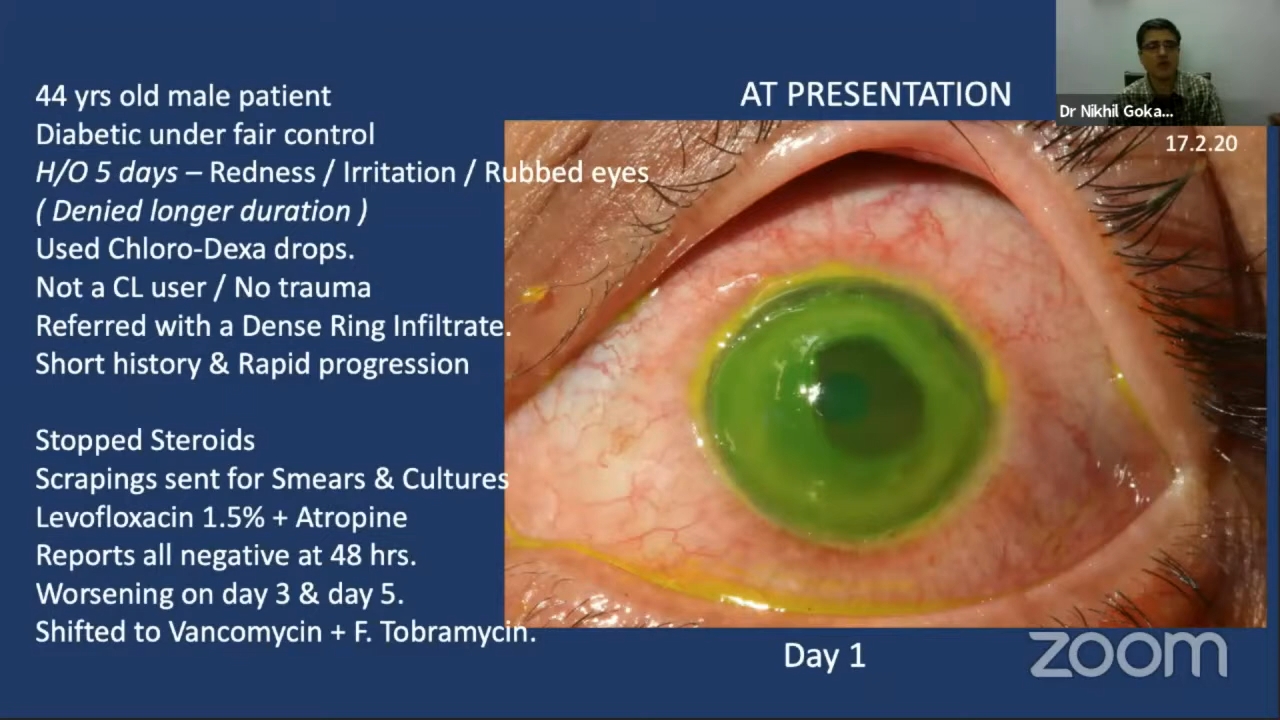 44 yrs old male patient
Diabetic under fair control
H/O 5 days – Redness / Irritation / Rubbed eyes
( Denied longer duration )
Used Chloro-Dexa drops.
Not a CL user / No trauma
Referred with a Dense Ring Infiltrate.
Short history & Rapid progression
Stopped Steroids
Scrapings sent for Smears & Cultures
Levofloxacin 1.5% + Atropine
Reports all negative at 48 hrs.
Worsening on day 3 & day 5.
Shifted to Vancomycin + F. Tobramycin.
AT PRESENTATION
Dr Nikhil Goka...
17.2.20
Day 1
zoom